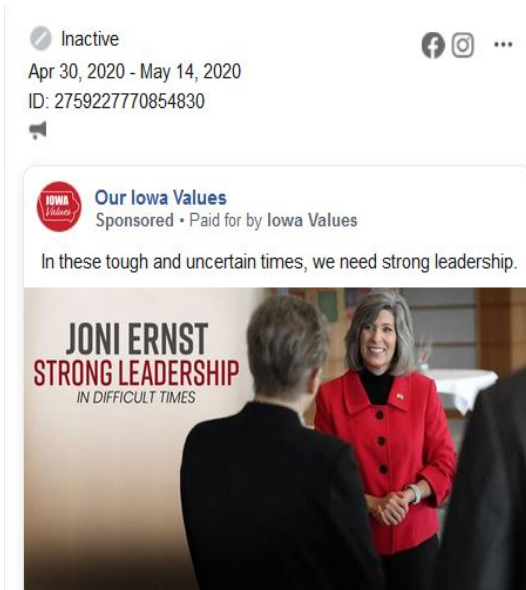 Inactive
Apr 30, 2020 - May 14, 2020
ID: 2759227770854830
IOWA
Values
Our Iowa Values
Sponsored • Paid for by Iowa Values
In these tough and uncertain times, we need strong leadership.
JONI ERNST
STRONG LEADERSHIP
IN DIFFICULT TIMES